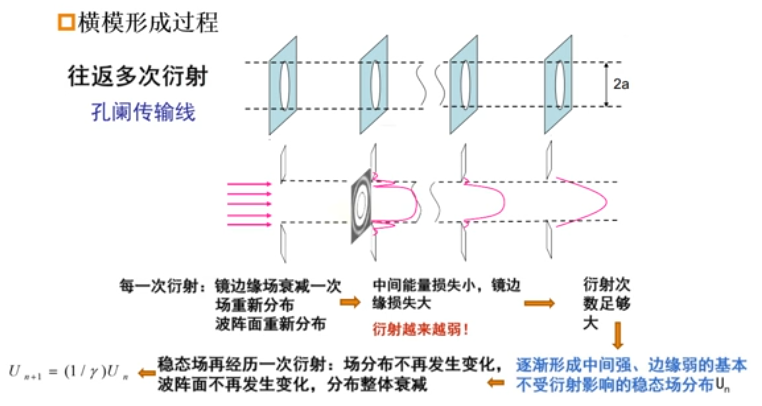 横模形成过程
往返多次衍射
孔阑传输线
2a
每一次衍射：镜边缘场衰减一次
场重新分布
波阵面重新分布
中间能量损失小，镜边
缘损失大
衍射越来越弱！
衍射次
数足够
大
逐渐形成中间强、边缘弱的基本
不受衍射影响的稳态场分布Un
稳态场再经历一次衍射：场分布不再发生变化，
波阵面不再发生变化，分布整体衰减
U n+1 = (1/γ)U n